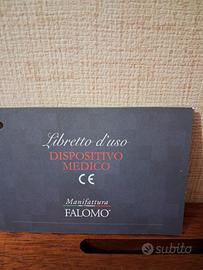 Libretto d'uso
DISPOSITIVO
MEDICO
CE
Manifattura
FALOMO®
subito